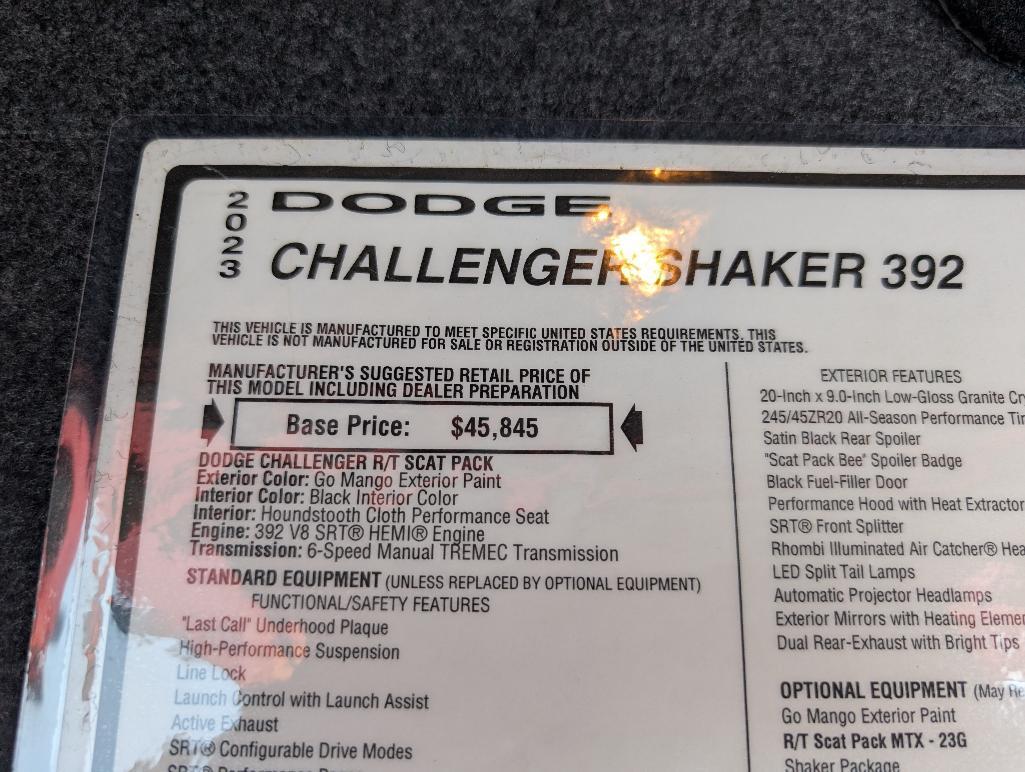 2023
DODGE
CHALLENGER SHAKER 392
THIS VEHICLE IS MANUFACTURED TO MEET SPECIFIC UNITED STATES REQUIREMENTS. THIS
VEHICLE IS NOT MANUFACTURED FOR SALE OR REGISTRATION OUTSIDE OF THE UNITED STATES.
MANUFACTURER'S SUGGESTED RETAIL PRICE OF
THIS MODEL INCLUDING DEALER PREPARATION
Base Price: $45,845
DODGE CHALLENGER R/T SCAT PACK
Exterior Color: Go Mango Exterior Paint
Interior Color: Black Interior Color
Interior: Houndstooth Cloth Performance Seat
Engine: 392 V8 SRT® HEMI® Engine
Transmission: 6-Speed Manual TREMEC Transmission
STANDARD EQUIPMENT (UNLESS REPLACED BY OPTIONAL EQUIPMENT)
FUNCTIONAL/SAFETY FEATURES
"Last Call" Underhood Plaque
High-Performance Suspension
Line Lock
Launch Control with Launch Assist
Active Exhaust
SRT® Configurable Drive Modes
EXTERIOR FEATURES
20-Inch x 9.0-Inch Low-Gloss Granite
245/45ZR20 All-Season Performance
Satin Black Rear Spoiler
"Scat Pack Bee" Spoiler Badge
Black Fuel-Filler Door
Performance Hood with Heat Extractor
SRT® Front Splitter
Rhombi Illuminated Air Catcher®
LED Split Tail Lamps
Automatic Projector Headlamps
Exterior Mirrors with Heating
Dual Rear-Exhaust with Bright Tips
OPTIONAL EQUIPMENT (May
Go Mango Exterior Paint
R/T Scat Pack MTX - 23G
Shaker Package